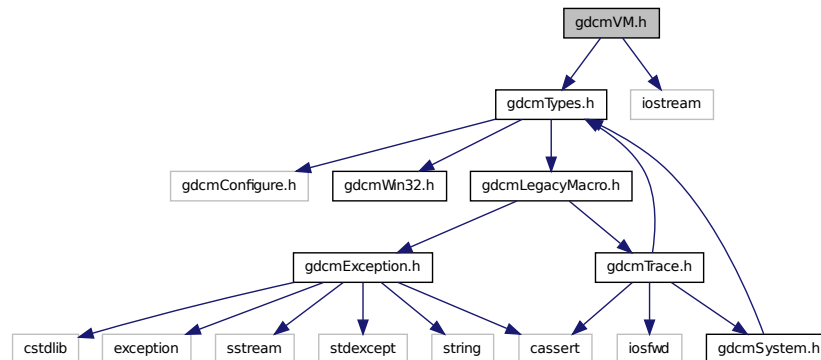 gdcmVM.h
gdcmTypes.h
iostream
gdcmConfigure.h
gdcmWin32.h
gdcmLegacyMacro.h
gdcmException.h
gdcmTrace.h
cstdlib
exception
sstream
stdexcept
string
cassert
iosfwd
gdcmSystem.h